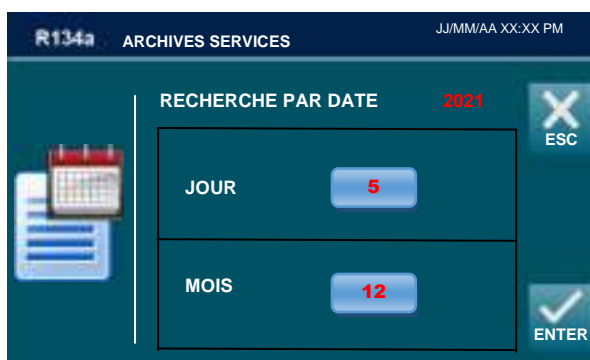 R134a ARCHIVES SERVICES JJ/MM/AA XX:XX PM
RECHERCHE PAR DATE 2021
ESC
JOUR 5
MOIS 12
ENTER